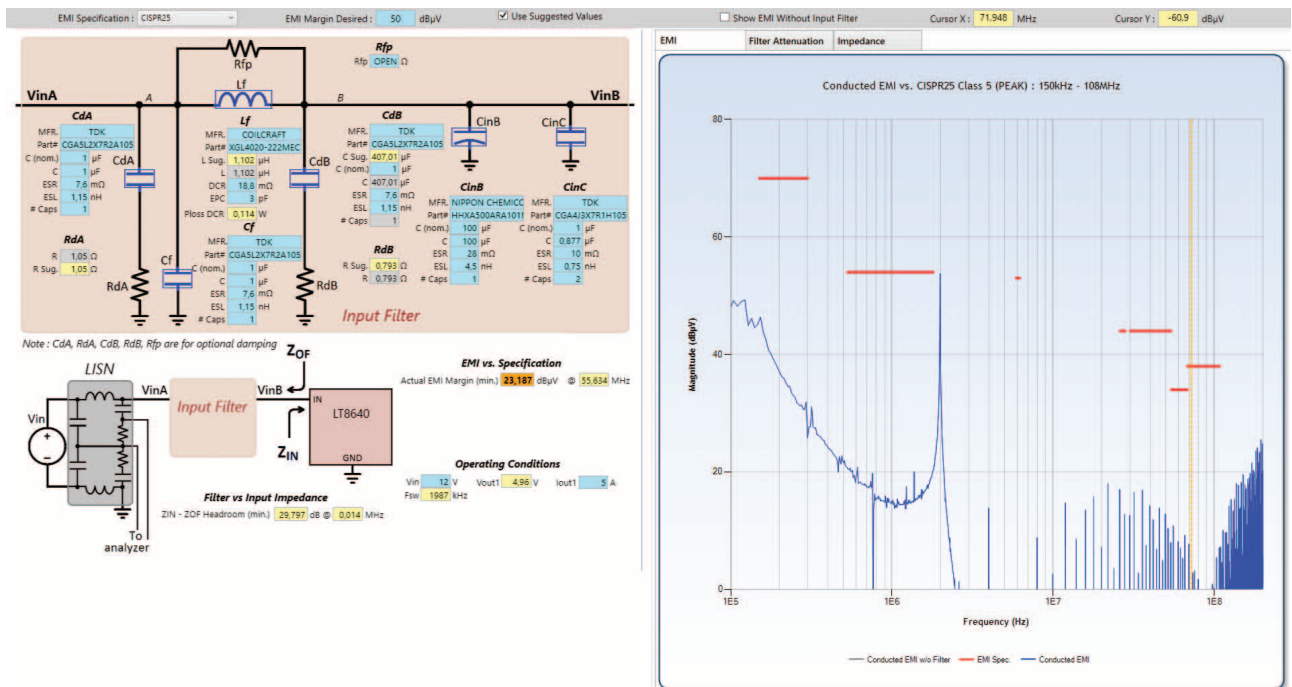 EMI Specification : CISPR25 EMI Margin Desired : 50 dBµV Use Suggested Values Show EMI Without Input Filter Cursor X : 71,948 MHz Cursor Y : -60.9 dBµV
EMI Filter Attenuation Impedance
Rfp
Rfp
Rfp OPEN Ω
Lf
VinA A B VinB
CdA
MFR. TDK
Part# CGA5L2X7R2A105
C (nom.) 1 µF
C 1 µF
ESR 7,6 mΩ
ESL 1,15 nH
# Caps 1
CdA
RdA
R 1,05 Ω
R Sug. 1,05 Ω
RdA
Cf
Lf
MFR. COILCRAFT
Part# XGL4020-222MEC
L Sug. 1,102 µH
L 1,102 µH
DCR 18,8 mΩ
EPC 3 pF
Ploss DCR 0,114 W
Cf
MFR. TDK
Part# CGA5L2X7R2A105
C (nom.) 1 µF
C 1 µF
ESR 7,6 mΩ
ESL 1,15 nH
# Caps 1
CdB
RdB
CdB
MFR. TDK
Part# CGA5L2X7R2A105
C Sug. 407,01 µF
C (nom.) 1 µF
C 407,01 µF
ESR 7,6 mΩ
ESL 1,15 nH
# Caps 1
RdB
R Sug. 0,793 Ω
R 0,793 Ω
CinB
CinB
MFR. NIPPON CHEMICC
Part# HHXA500ARA101
C (nom.) 100 µF
C 100 µF
ESR 28 mΩ
ESL 4,5 nH
# Caps 1
CinC
CinC
MFR. TDK
Part# CGA4J3X7R1H105
C (nom.) 1 µF
C 0,877 µF
ESR 10 mΩ
ESL 0,75 nH
# Caps 2
Input Filter
Note : CdA, RdA, CdB, RdB, Rfp are for optional damping
LISN
Vin
VinA
Input Filter
VinB
ZOF
ZIN
IN
LT8640
GND
To
analyzer
EMI vs. Specification
Actual EMI Margin (min.) 23,187 dBµV @ 55,634 MHz
Operating Conditions
Vin 12 V Vout1 4,96 V Iout1 5 A
Fsw 1987 kHz
Filter vs Input Impedance
ZIN - ZOF Headroom (min.) 29,797 dB @ 0,014 MHz
Conducted EMI vs. CISPR25 Class 5 (PEAK) : 150kHz - 108MHz
Magnitude (dBµV)
80
60
40
20
0
1E5 1E6 1E7 1E8
Frequency (Hz)
Conducted EMI w/o Filter EMI Spec. Conducted EMI